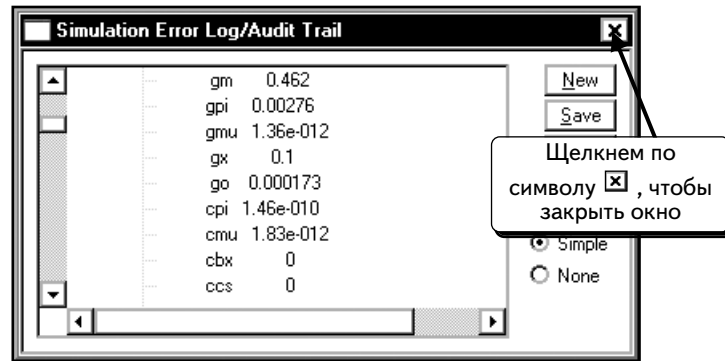 Simulation Error Log/Audit Trail
gm 0.462
gpi 0.00276
gmu 1.36e-012
gx 0.1
go 0.000173
cpi 1.46e-010
cmu 1.83e-012
cbx 0
ccs 0
New
Save
Щелкнем по
символу , чтобы
закрыть окно
Simple
None